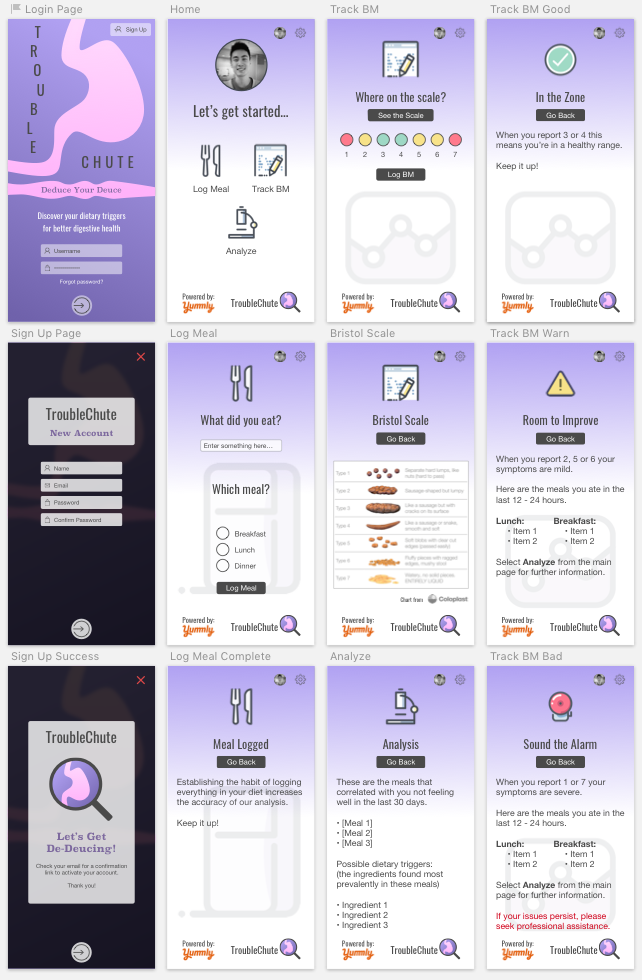 Login Page
Sign Up
TROUBLE
CHUTE
Deduce Your Deuce
Discover your dietary triggers
for better digestive health
Username
Forgot password?
Home
Let's get started...
Log Meal
Track BM
Analyze
Powered by:
Yummly
TroubleChute
Track BM
Where on the scale?
See the Scale
1 2 3 4 5 6 7
Log BM
Powered by:
Yummly
TroubleChute
Track BM Good
In the Zone
Go Back
When you report 3 or 4 this
means you're in a healthy range.
Keep it up!
Powered by:
Yummly
TroubleChute
Sign Up Page
TroubleChute
New Account
Name
Email
Password
Confirm Password
Log Meal
What did you eat?
Enter something here...
Which meal?
Breakfast
Lunch
Dinner
Log Meal
Powered by:
Yummly
TroubleChute
Bristol Scale
Bristol Scale
Go Back
Type 1 Separate hard lumps, like
nuts (hard to pass)
Type 2 Sausage shaped but lumpy
Type 3 Like a sausage but with
cracks on its surface
Type 4 Like a sausage or snake,
smooth and soft
Type 5 Soft blobs with clear cut
edges (passed easily)
Type 6 Fluffy pieces with ragged
edges, mushy stool
Type 7 Watery, no solid pieces,
ENTIRELY LIQUID
Chart from: Coloplast
Powered by:
Yummly
TroubleChute
Track BM Warn
Room to Improve
Go Back
When you report 2, 5 or 6 your
symptoms are mild.
Here are the meals you ate in the
last 12 - 24 hours.
Lunch: Breakfast:
• Item 1 • Item 1
• Item 2 • Item 2
Select Analyze from the main
page for further information.
Powered by:
Yummly
TroubleChute
Sign Up Success
TroubleChute
Let's Get
De-Deucing!
Check your email for a confirmation
link to activate your account.
Thank you!
Log Meal Complete
Meal Logged
Go Back
Establishing the habit of logging
everything in your diet increases
the accuracy of our analysis.
Keep it up!
Powered by:
Yummly
TroubleChute
Analyze
Analysis
Go Back
These are the meals that
correlated with you not feeling
well in the last 30 days.
• [Meal 1]
• [Meal 2]
• [Meal 3]
Possible dietary triggers:
(the ingredients found most
prevalently in these meals)
• Ingredient 1
• Ingredient 2
• Ingredient 3
Powered by:
Yummly
TroubleChute
Track BM Bad
Sound the Alarm
Go Back
When you report 1 or 7 your
symptoms are severe.
Here are the meals you ate in the
last 12 - 24 hours.
Lunch: Breakfast:
• Item 1 • Item 1
• Item 2 • Item 2
Select Analyze from the main
page for further information.
If your issues persist, please
seek professional assistance.
Powered by:
Yummly
TroubleChute